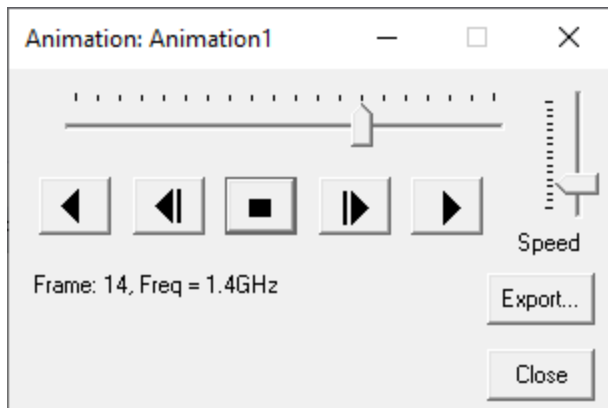 Animation: Animation1
Speed
Frame: 14, Freq = 1.4GHz
Export...
Close